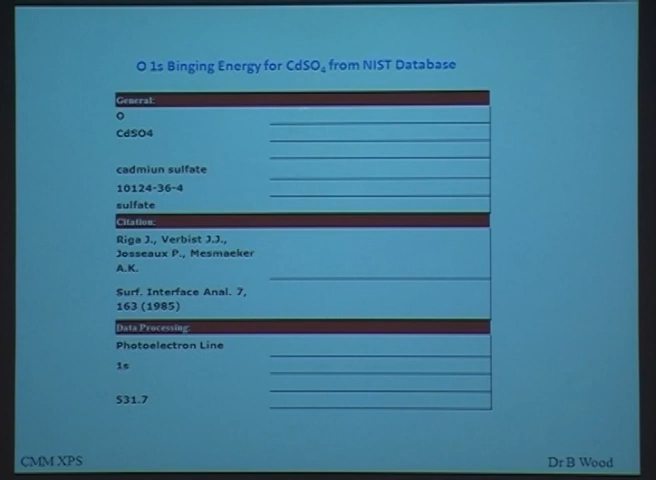 O 1s Binging Energy for CdSO4 from NIST Database
General:
O
CdSO4
cadmiun sulfate
10124-36-4
sulfate
Citation:
Riga J., Verbist J.J.,
Josseaux P., Mesmaeker
A.K.
Surf. Interface Anal. 7,
163 (1985)
Data Processing:
Photoelectron Line
1s
531.7
CMM XPS
Dr B Wood